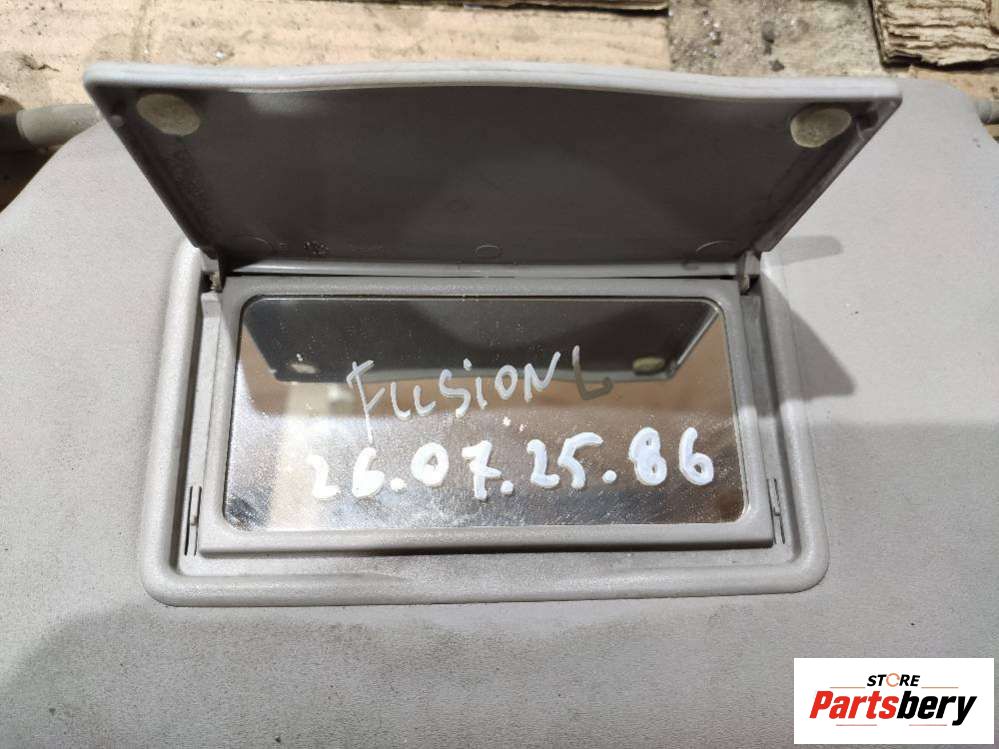 FUSION L
26.07.25.86
STORE
Partsbery